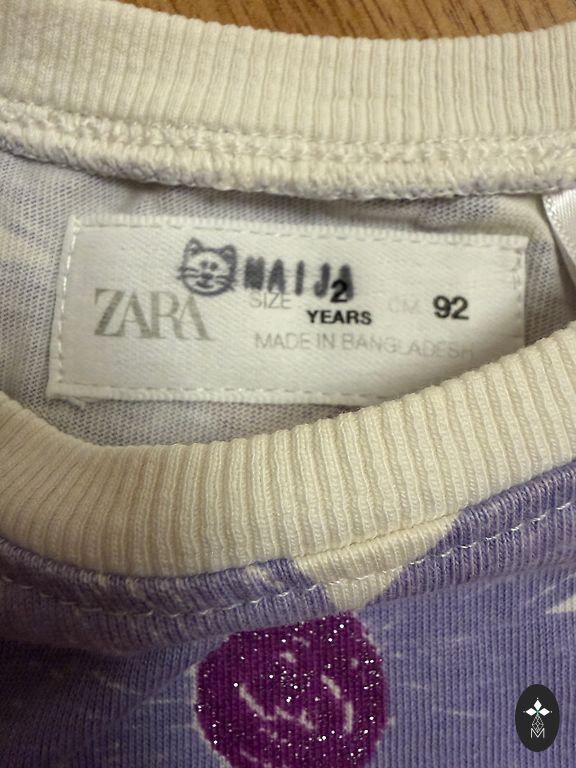 MAIJA
ZARA SIZE 2 YEARS CM 92
MADE IN BANGLADESH
M